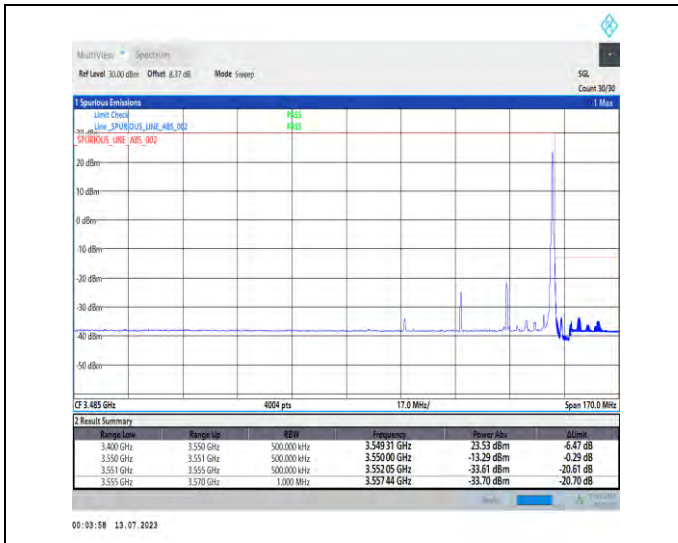 MultiView Spectrum
Ref Level 30.00 dBm Offset 8.37 dB Mode Sweep SGL
Count 30/30
1 Spurious Emissions 1 Max
Limit Check PASS
Line _SPURIOUS_LINE_ABS_002 PASS
30 dBm
_SPURIOUS_LINE_ABS_002
20 dBm
10 dBm
0 dBm
-10 dBm
-20 dBm
-30 dBm
-40 dBm
-50 dBm
CF 3.485 GHz 4004 pts 17.0 MHz/ Span 170.0 MHz
2 Result Summary
Range Low Range Up RBW Frequency Power Abs ΔLimit
3.400 GHz 3.550 GHz 500.000 kHz 3.549 31 GHz 23.53 dBm -6.47 dB
3.550 GHz 3.551 GHz 500.000 kHz 3.550 00 GHz -13.29 dBm -0.29 dB
3.551 GHz 3.555 GHz 500.000 kHz 3.552 05 GHz -33.61 dBm -20.61 dB
3.555 GHz 3.570 GHz 1.000 MHz 3.557 44 GHz -33.70 dBm -20.70 dB
Ready
00:03:58 13.07.2023